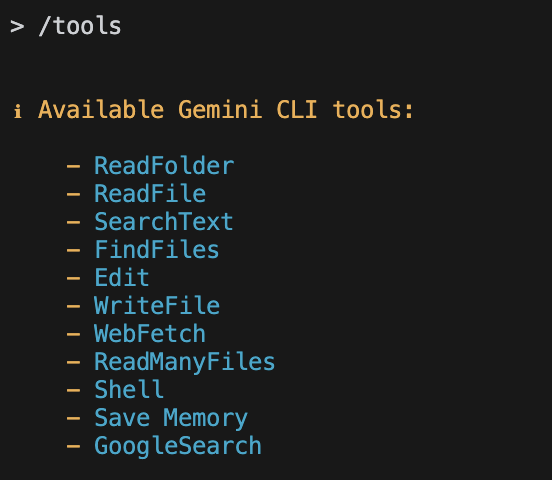 > /tools
ℹ Available Gemini CLI tools:
- ReadFolder
- ReadFile
- SearchText
- FindFiles
- Edit
- WriteFile
- WebFetch
- ReadManyFiles
- Shell
- Save Memory
- GoogleSearch